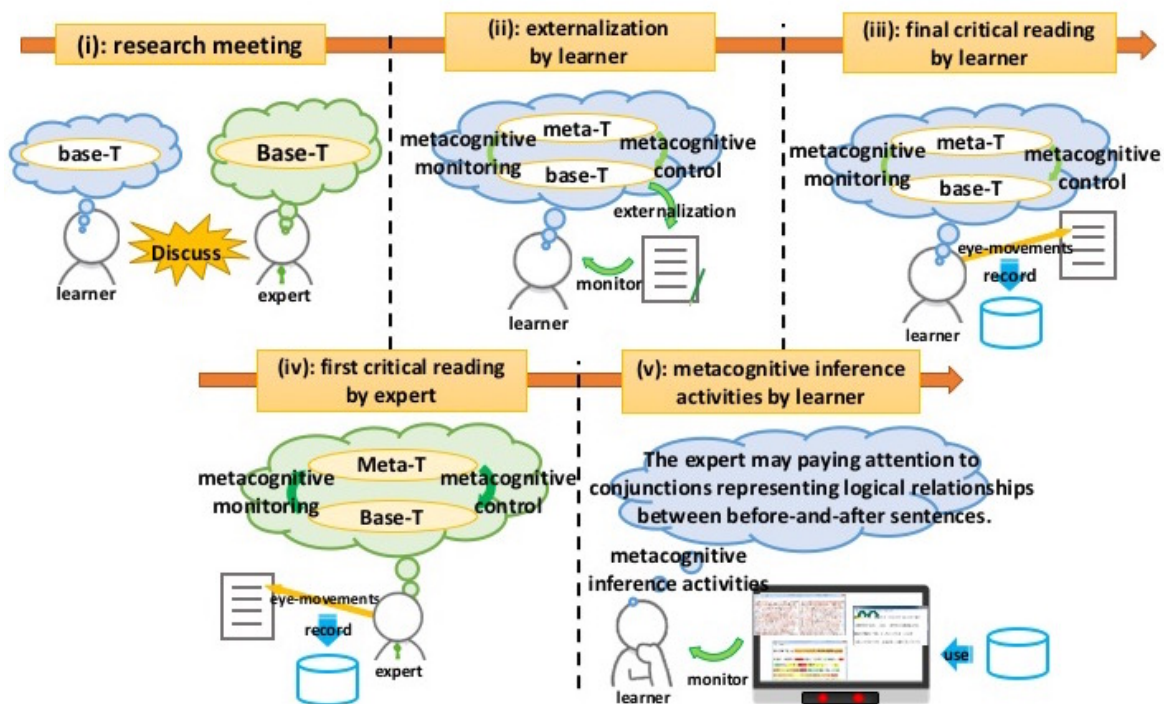 (i): research meeting
(ii): externalization
by learner
(iii): final critical reading
by learner
base-T
Base-T
Discuss
learner
expert
meta-T
metacognitive
monitoring
metacognitive
control
base-T
externalization
monitor
learner
meta-T
metacognitive
monitoring
metacognitive
control
base-T
eye-movements
record
learner
(iv): first critical reading
by expert
(v): metacognitive inference
activities by learner
Meta-T
metacognitive
monitoring
metacognitive
control
Base-T
eye-movements
record
expert
The expert may paying attention to
conjunctions representing logical relationships
between before-and-after sentences.
metacognitive
inference activities
monitor
learner
use